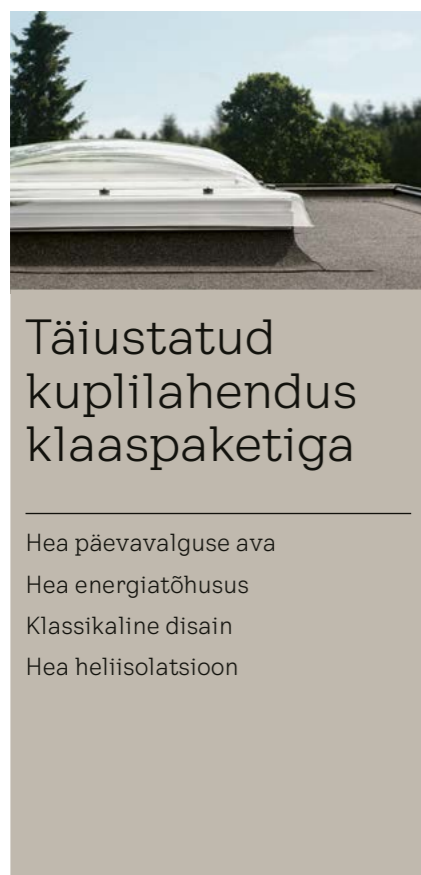 Täiustatud
kuplilahendus
klaaspaketiga
Hea päevavalguse ava
Hea energiatõhusus
Klassikaline disain
Hea heliisolatsioon